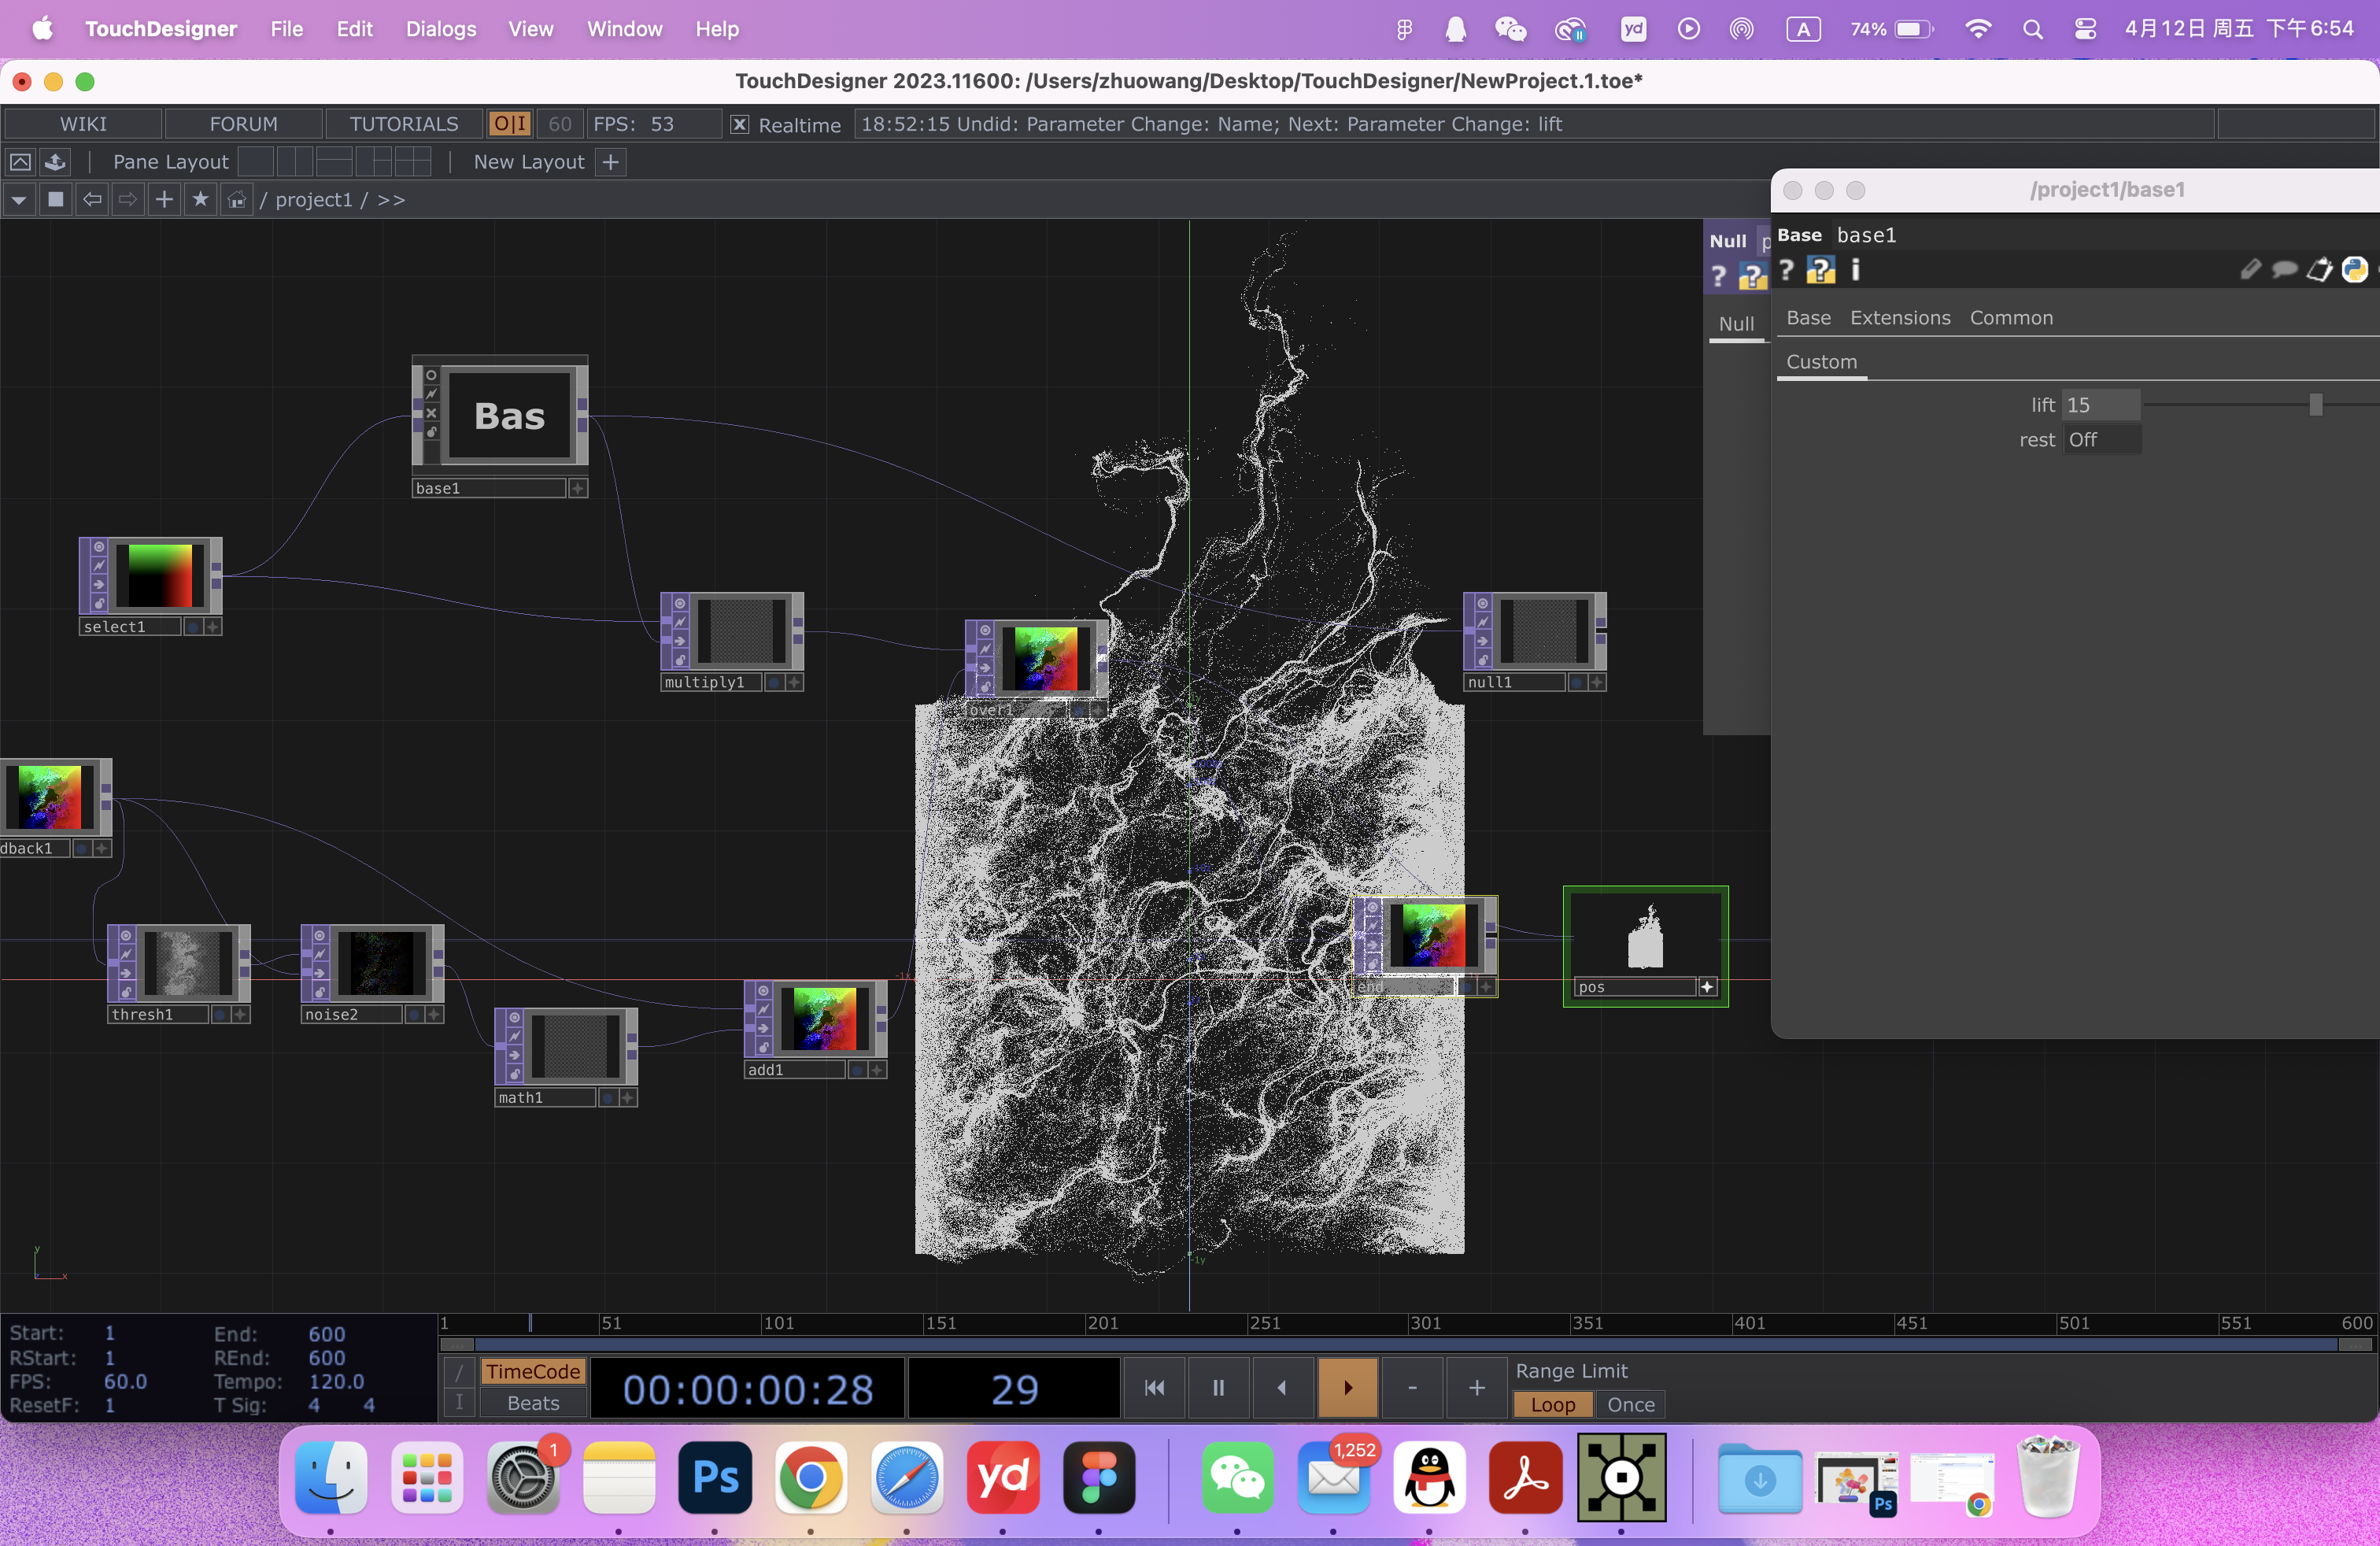 TouchDesigner File Edit Dialogs View Window Help
yd A 74% 4月12日 周五 下午6:54
TouchDesigner 2023.11600: /Users/zhuowang/Desktop/TouchDesigner/NewProject.1.toe*
WIKI FORUM TUTORIALS O|I 60 FPS: 53 Realtime 18:52:15 Undid: Parameter Change: Name; Next: Parameter Change: lift
Pane Layout New Layout +
/ project1 / >>
/project1/base1
Null p
Base base1
Null
Base Extensions Common
Custom
lift 15
rest Off
Bas
base1
select1
multiply1
over1
null1
dback1
thresh1
noise2
math1
add1
end
pos
-1x
-1y
y
x
1 51 101 151 201 251 301 351 401 451 501 551 600
Start: 1 End: 600
RStart: 1 REnd: 600
FPS: 60.0 Tempo: 120.0
ResetF: 1 T Sig: 4 4
/ TimeCode
I Beats
00:00:00:28
29
- +
Range Limit
Loop Once
1
Ps
yd
1,252
Ps